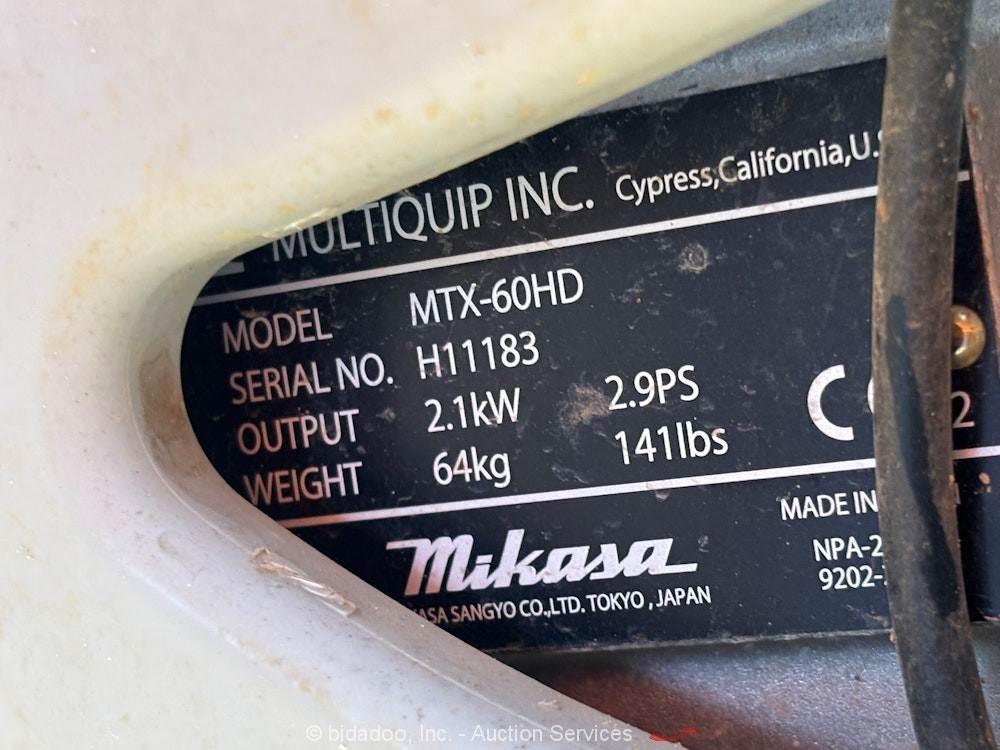 MULTIQUIP INC. Cypress,California,U.S
MODEL MTX-60HD
SERIAL NO. H11183
OUTPUT 2.1kW 2.9PS
WEIGHT 64kg 141lbs
C 2
Mikasa
MADE IN
NPA-2
9202-
ASA SANGYO CO.,LTD. TOKYO , JAPAN
© bidadoo, Inc. - Auction Services